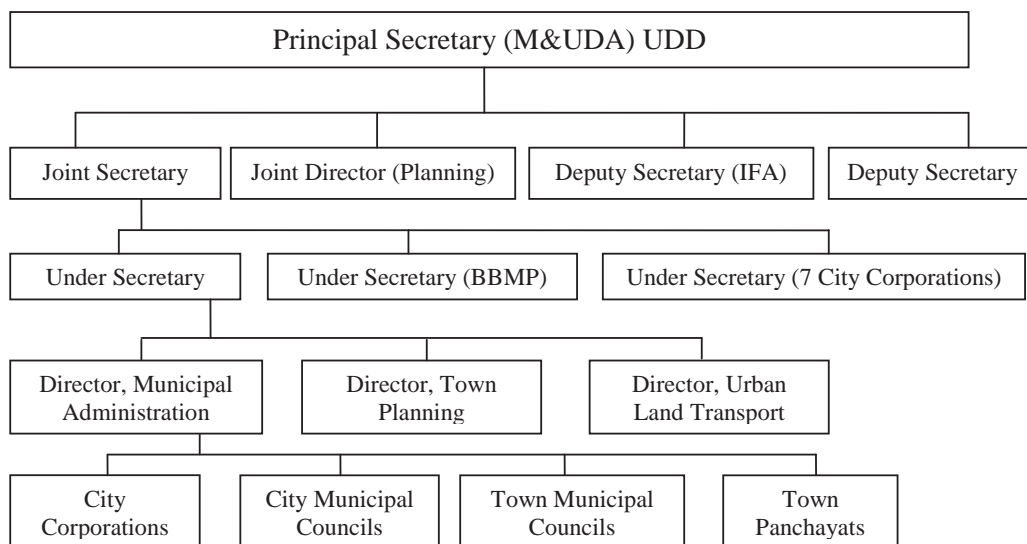 Principal Secretary (M&UDA) UDD
Joint Secretary
Joint Director (Planning)
Deputy Secretary (IFA)
Deputy Secretary
Under Secretary
Under Secretary (BBMP)
Under Secretary (7 City Corporations)
Director, Municipal
Administration
Director, Town
Planning
Director, Urban
Land Transport
City
Corporations
City Municipal
Councils
Town Municipal
Councils
Town
Panchayats